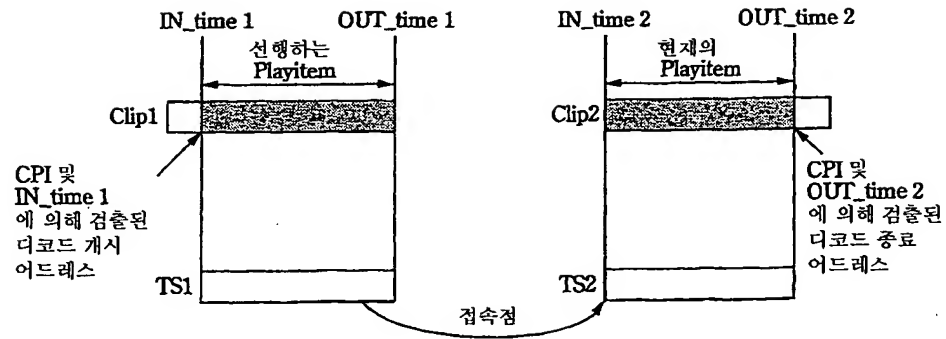 IN_time 1
OUT_time 1
IN_time 2
OUT_time 2
선행하는
Playitem
현재의
Playitem
Clip1
Clip2
CPI 및
IN_time 1
에 의해 검출된
디코드 개시
어드레스
CPI 및
OUT_time 2
에 의해 검출된
디코드 종료
어드레스
TS1
TS2
접속점